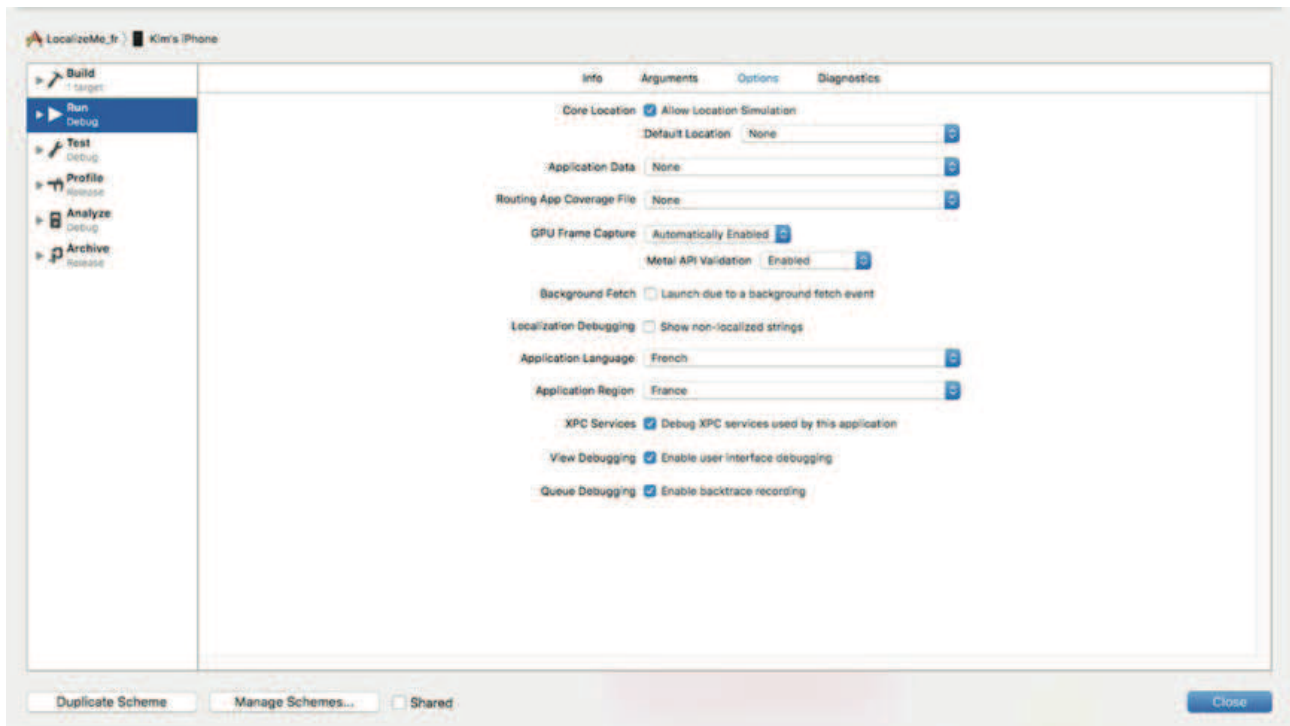 LocalizeMe_fr 〉 Kim's iPhone
Build
1 target
Run
Debug
Test
Debug
Profile
Release
Analyze
Debug
Archive
Release
Info Arguments Options Diagnostics
Core Location Allow Location Simulation
Default Location None
Application Data None
Routing App Coverage File None
GPU Frame Capture Automatically Enabled
Metal API Validation Enabled
Background Fetch Launch due to a background fetch event
Localization Debugging Show non-localized strings
Application Language French
Application Region France
XPC Services Debug XPC services used by this application
View Debugging Enable user interface debugging
Queue Debugging Enable backtrace recording
Duplicate Scheme Manage Schemes... Shared Close